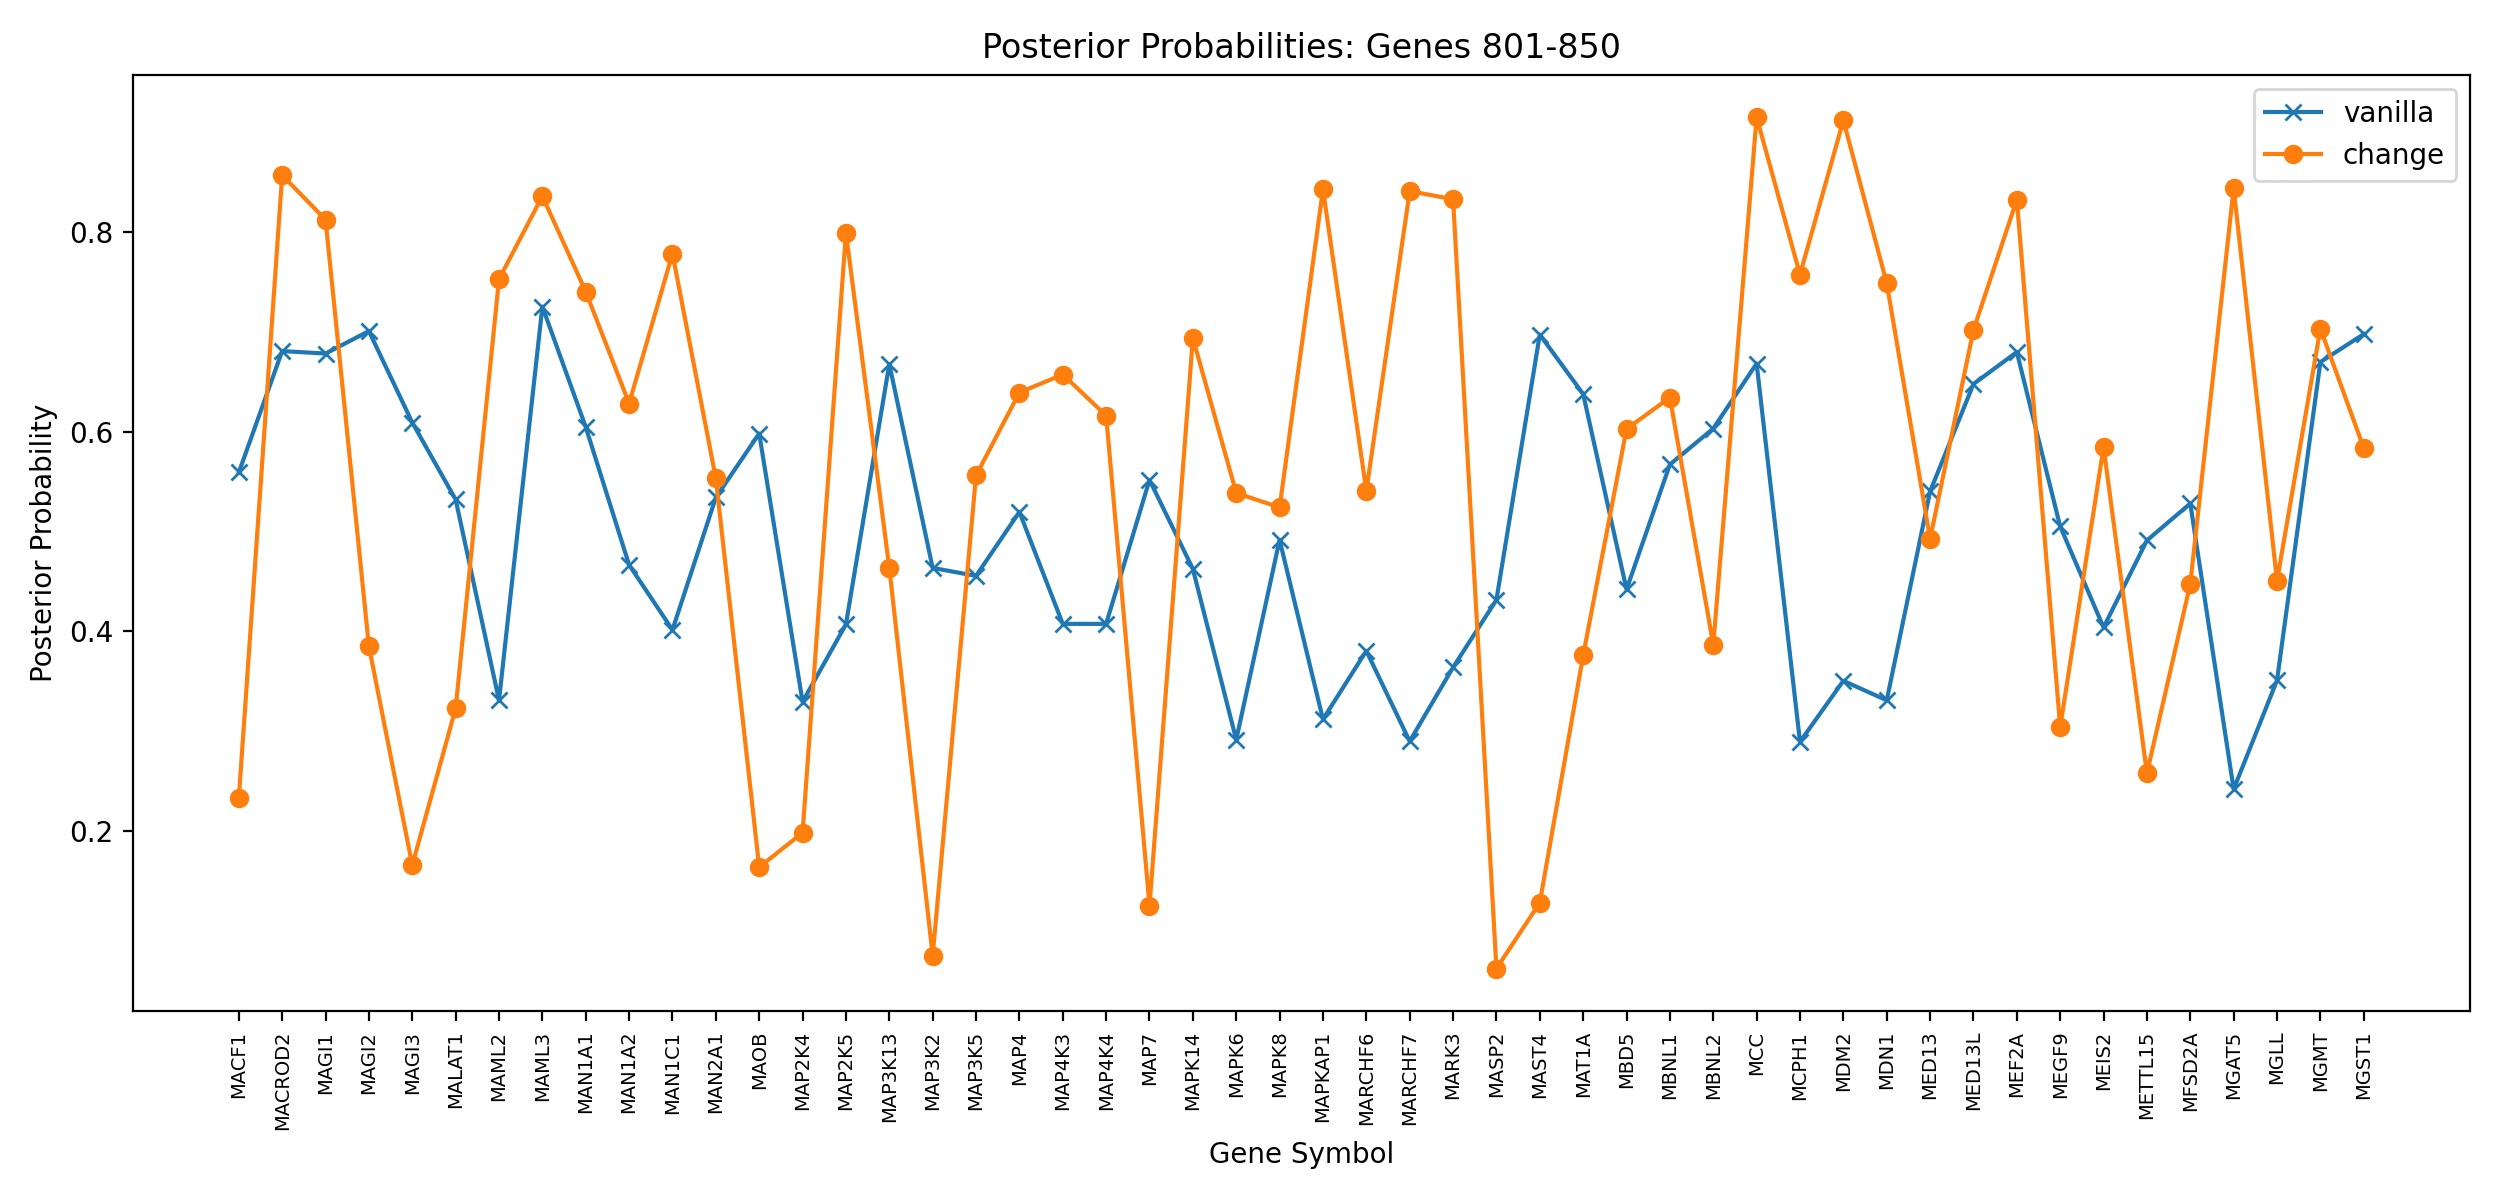 Posterior Probabilities: Genes 801-850
vanilla
change
Posterior Probability
0.8
0.6
0.4
0.2
MACF1
MACROD2
MAGI1
MAGI2
MAGI3
MALAT1
MAML2
MAML3
MAN1A1
MAN1A2
MAN1C1
MAN2A1
MAOB
MAP2K4
MAP2K5
MAP3K13
MAP3K2
MAP3K5
MAP4
MAP4K3
MAP4K4
MAP7
MAPK14
MAPK6
MAPK8
MAPKAP1
MARCHF6
MARCHF7
MARK3
MASP2
MAST4
MAT1A
MBD5
MBNL1
MBNL2
MCC
MCPH1
MDM2
MDN1
MED13
MED13L
MEF2A
MEGF9
MEIS2
METTL15
MFSD2A
MGAT5
MGLL
MGMT
MGST1
Gene Symbol